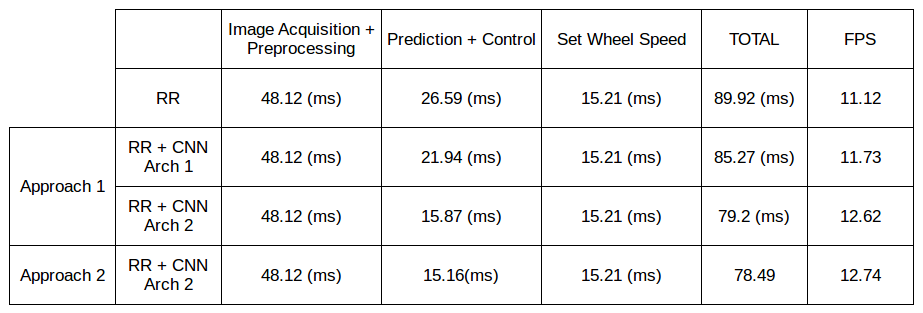 Image Acquisition +
Preprocessing
Prediction + Control
Set Wheel Speed
TOTAL
FPS
RR
48.12 (ms)
26.59 (ms)
15.21 (ms)
89.92 (ms)
11.12
Approach 1
RR + CNN
Arch 1
48.12 (ms)
21.94 (ms)
15.21 (ms)
85.27 (ms)
11.73
RR + CNN
Arch 2
48.12 (ms)
15.87 (ms)
15.21 (ms)
79.2 (ms)
12.62
Approach 2
RR + CNN
Arch 2
48.12 (ms)
15.16(ms)
15.21 (ms)
78.49
12.74